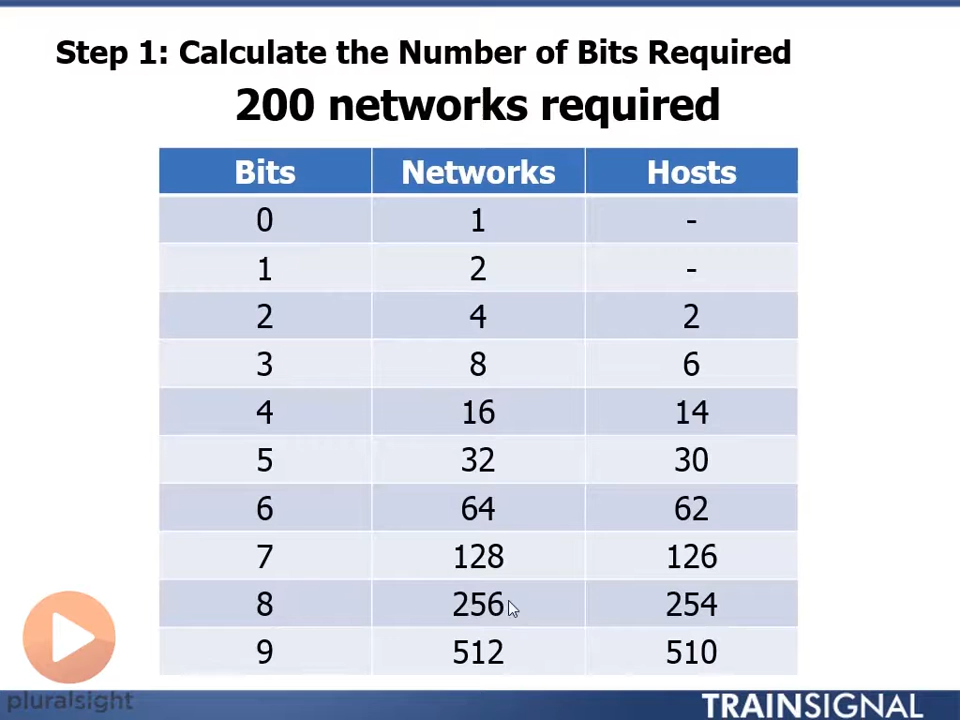 Step 1: Calculate the Number of Bits Required
200 networks required
Bits Networks Hosts
0 1 -
1 2 -
2 4 2
3 8 6
4 16 14
5 32 30
6 64 62
7 128 126
8 256 254
9 512 510
pluralsight
TRAINSIGNAL